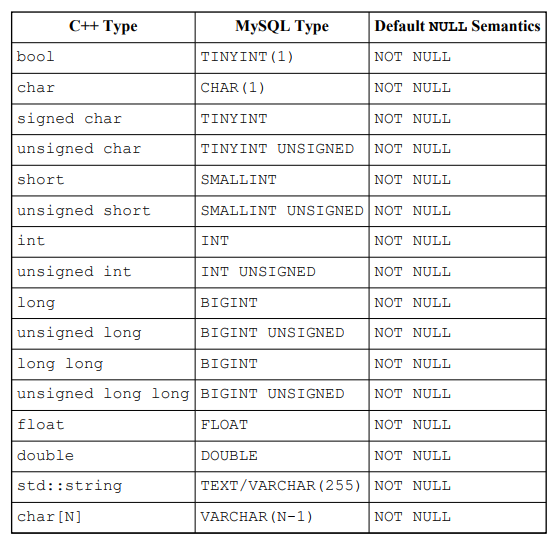 C++ Type MySQL Type Default NULL Semantics
bool TINYINT(1) NOT NULL
char CHAR(1) NOT NULL
signed char TINYINT NOT NULL
unsigned char TINYINT UNSIGNED NOT NULL
short SMALLINT NOT NULL
unsigned short SMALLINT UNSIGNED NOT NULL
int INT NOT NULL
unsigned int INT UNSIGNED NOT NULL
long BIGINT NOT NULL
unsigned long BIGINT UNSIGNED NOT NULL
long long BIGINT NOT NULL
unsigned long long BIGINT UNSIGNED NOT NULL
float FLOAT NOT NULL
double DOUBLE NOT NULL
std::string TEXT/VARCHAR(255) NOT NULL
char[N] VARCHAR(N-1) NOT NULL